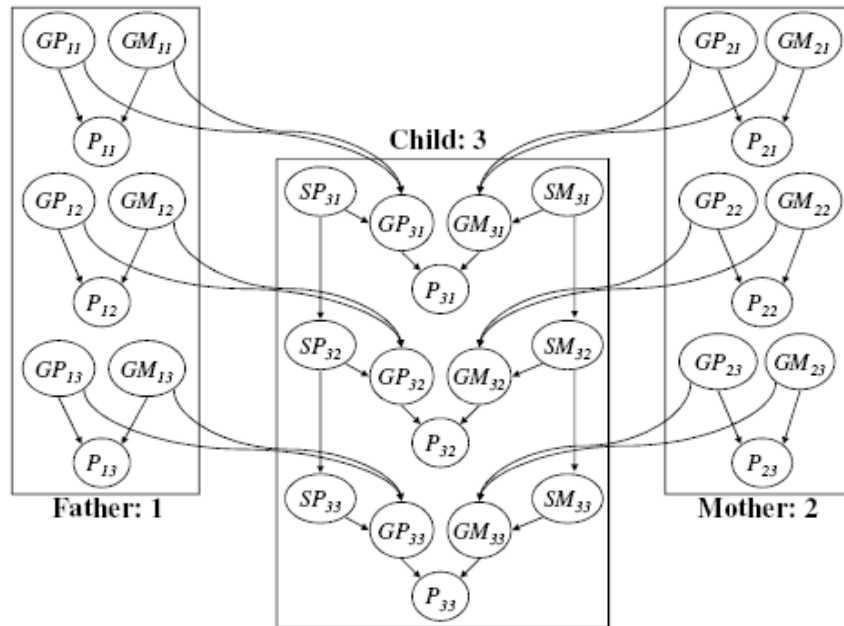 GP11 GM11
P11
GP12 GM12
P12
GP13 GM13
P13
Father: 1
Child: 3
SP31 SM31
GP31 GM31
P31
SP32 SM32
GP32 GM32
P32
SP33 SM33
GP33 GM33
P33
GP21 GM21
P21
GP22 GM22
P22
GP23 GM23
P23
Mother: 2